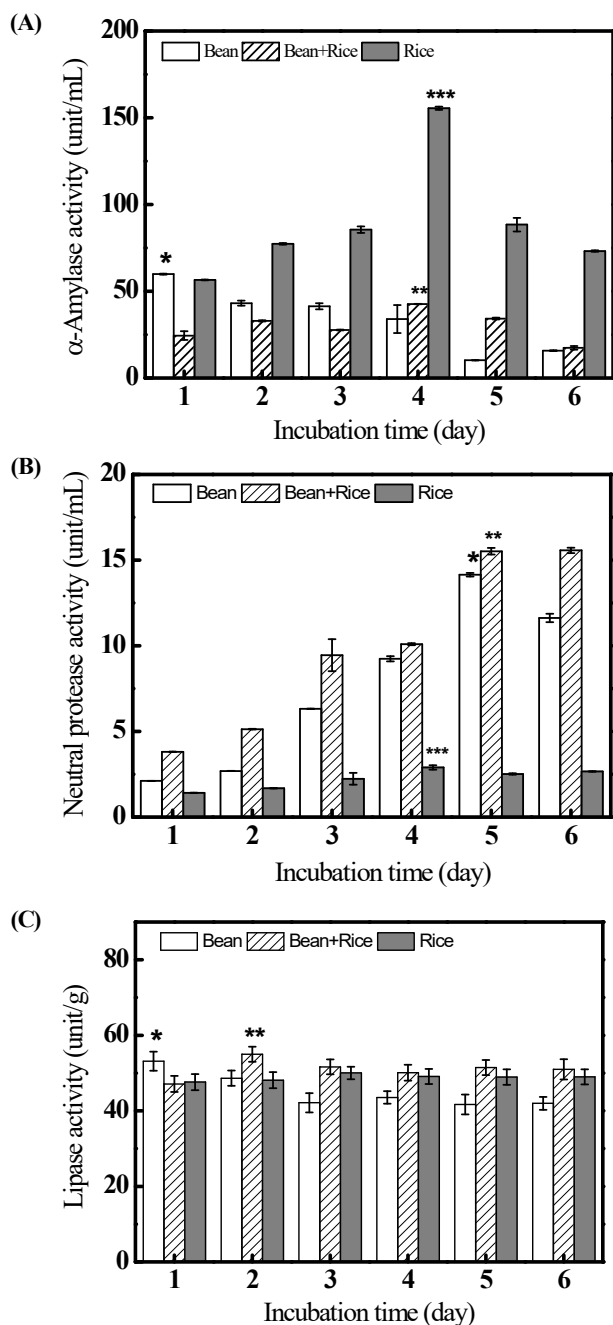 (A)
200
150
100
50
0
α-Amylase activity (unit/mL)
Bean Bean+Rice Rice
*
**
***
1 2 3 4 5 6
Incubation time (day)
(B)
20
15
10
5
0
Neutral protease activity (unit/mL)
Bean Bean+Rice Rice
***
* **
1 2 3 4 5 6
Incubation time (day)
(C)
80
60
40
20
0
Lipase activity (unit/g)
Bean Bean+Rice Rice
* **
1 2 3 4 5 6
Incubation time (day)